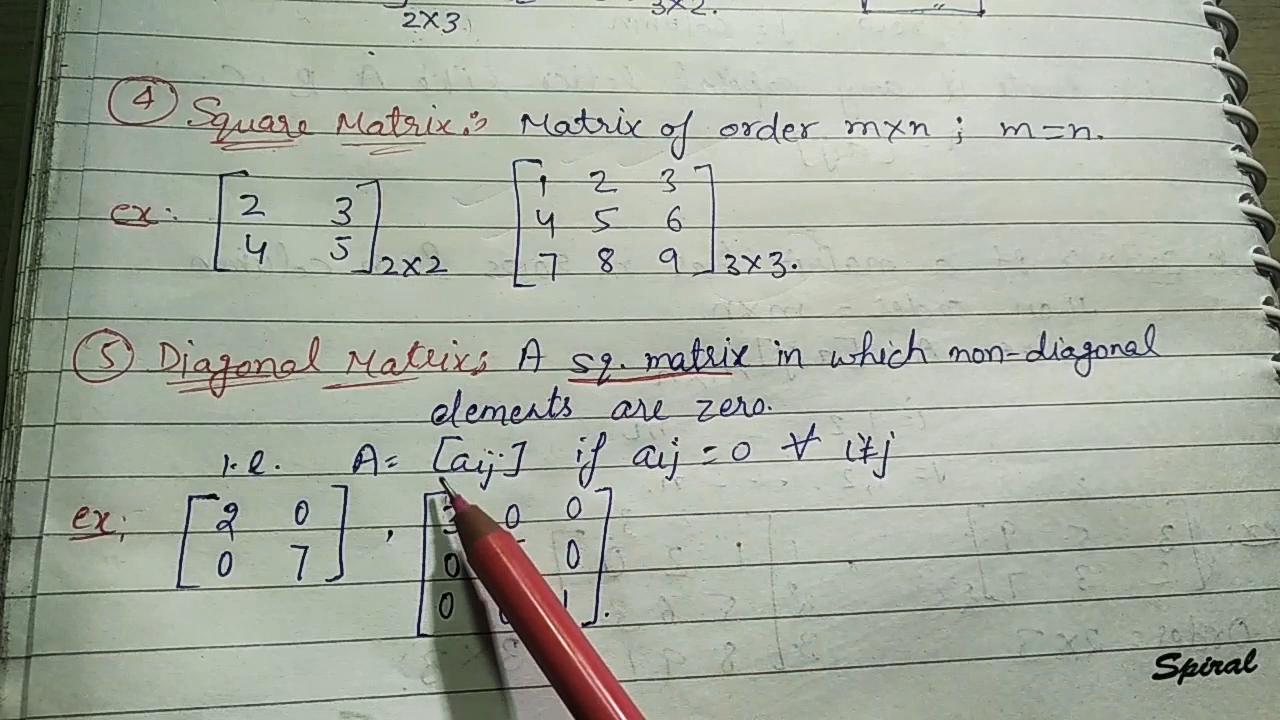 2×3
3×2.
④ Square Matrix:- Matrix of order m×n ; m=n.
ex:- [2 3
4 5]2×2 [1 2 3
4 5 6
7 8 9]3×3.
⑤ Diagonal Matrix: A sq. matrix in which non-diagonal
elements are zero.
i.e. A = [aij] if aij = 0 ∀ i≠j
ex: [2 0
0 7] , [3 0 0
0 0
0 1].
Spiral